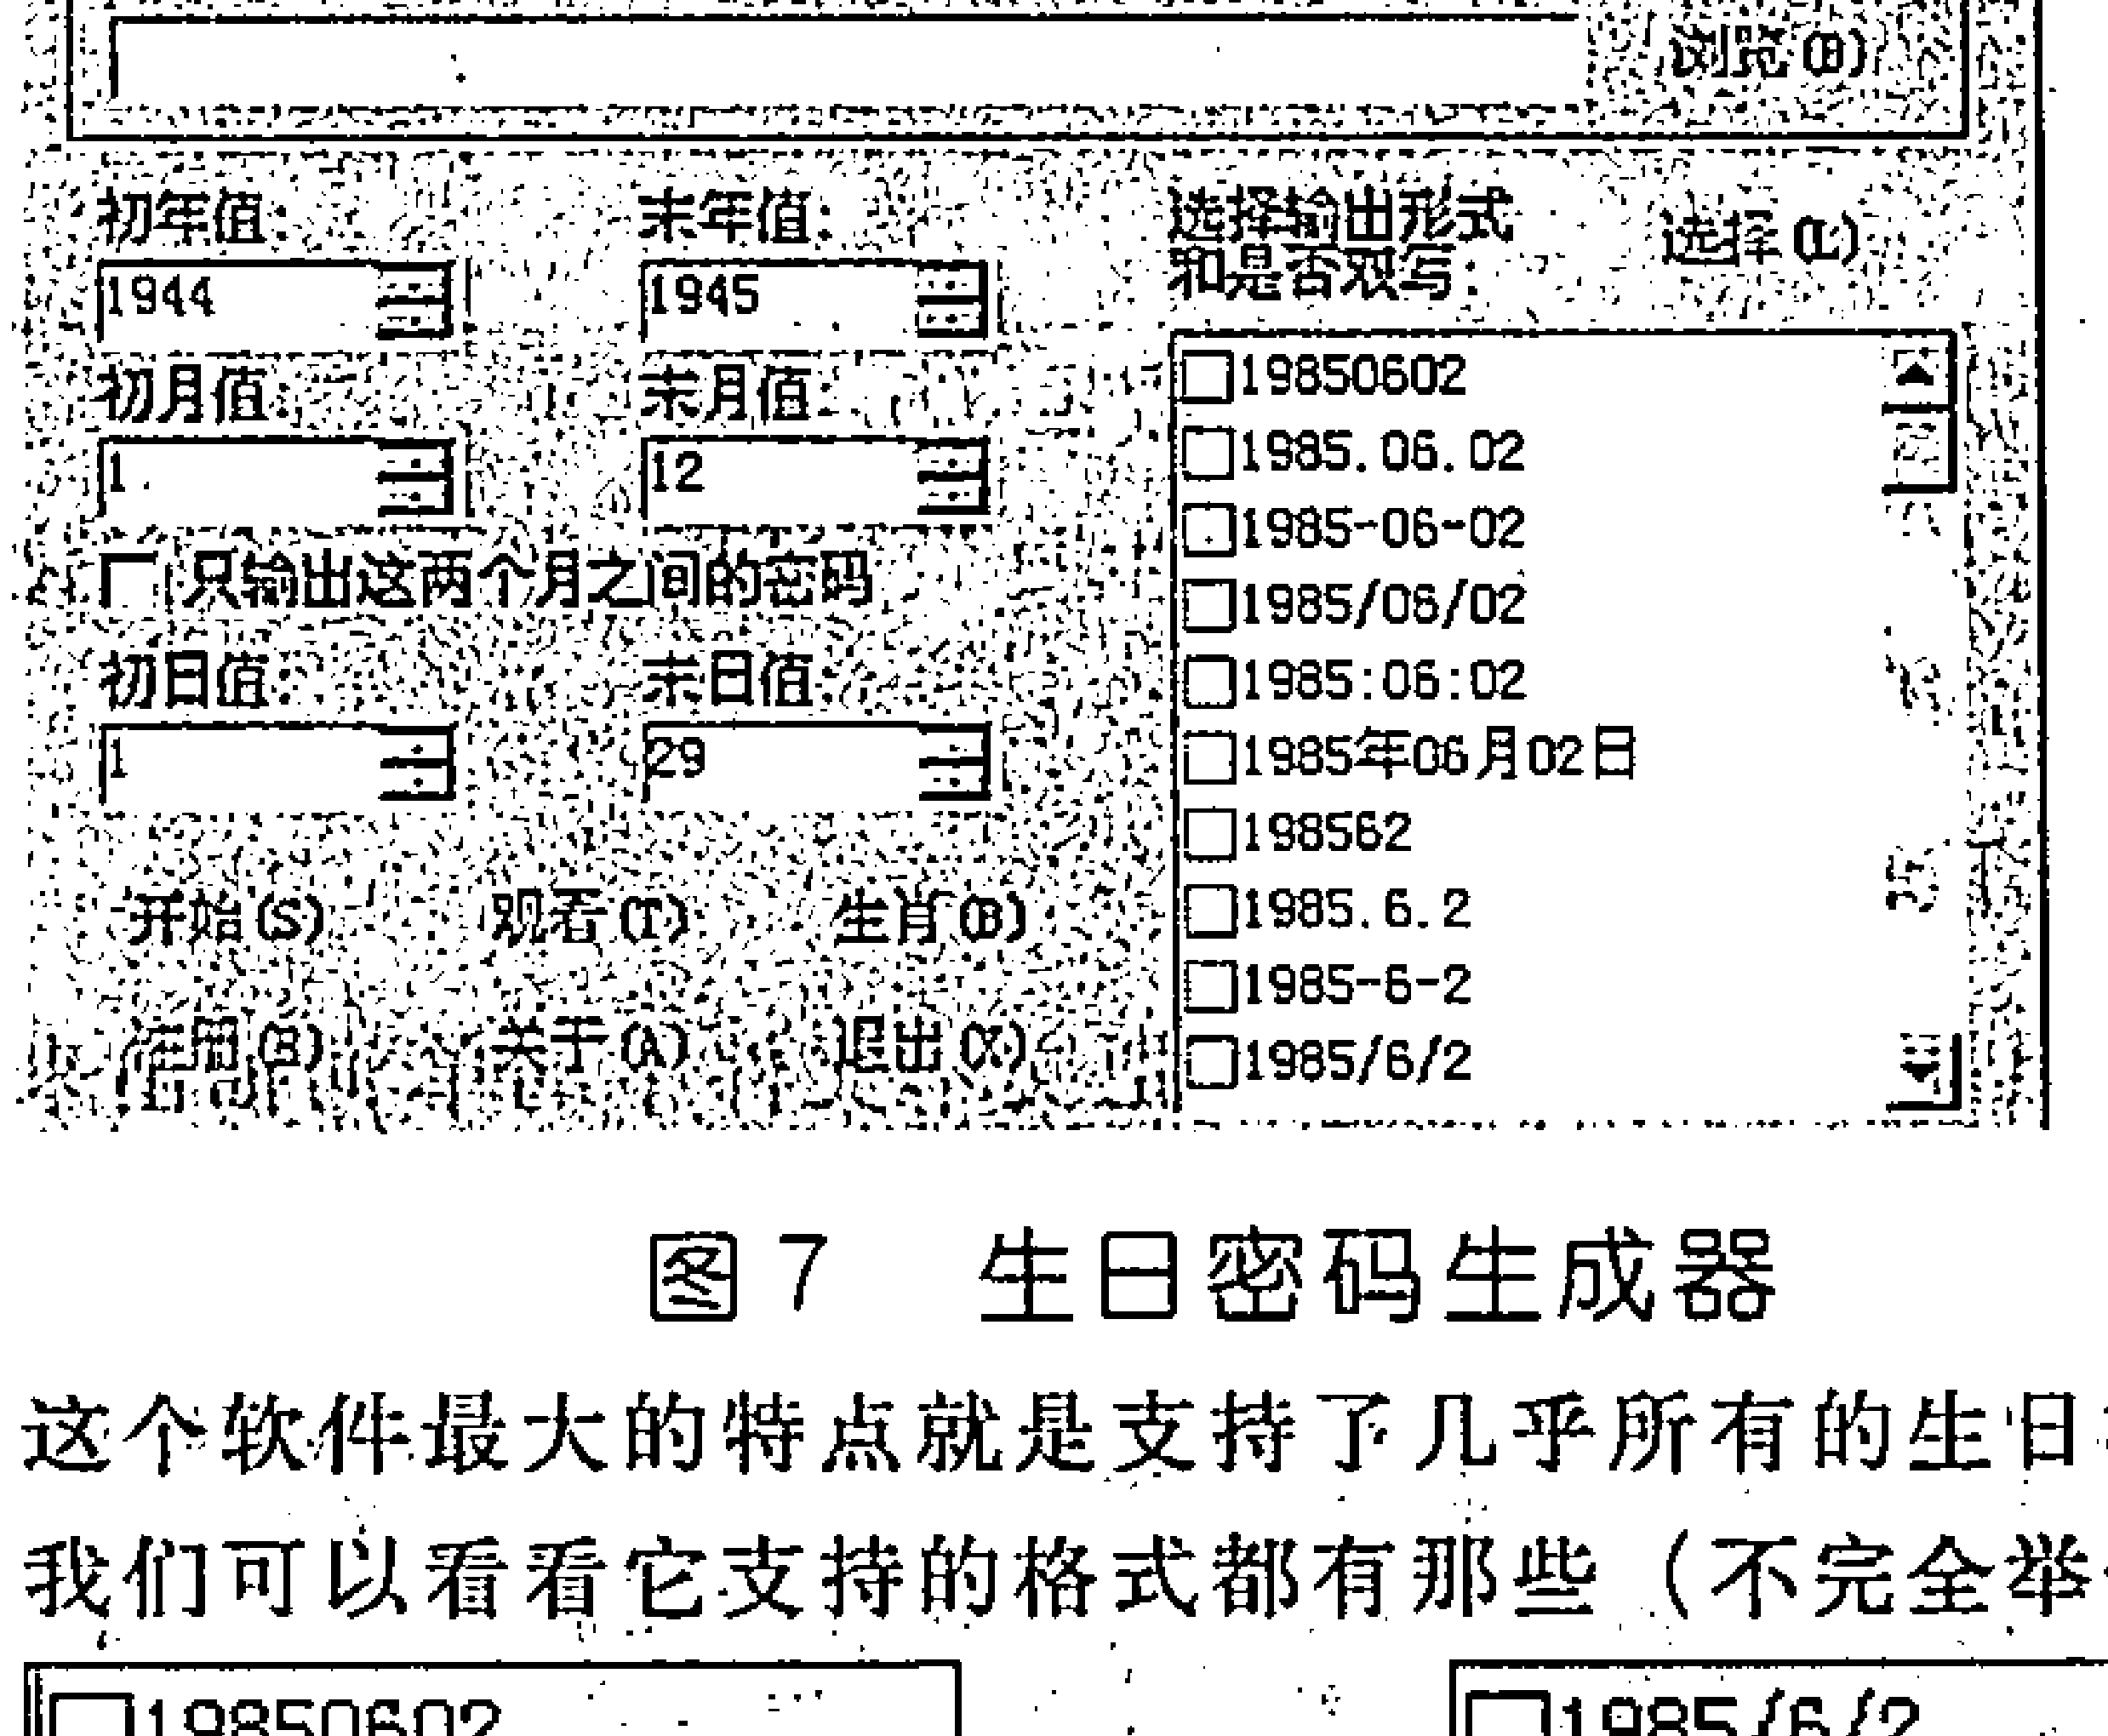 浏览(B)
初年值: 末年值: 选择输出形式 选择(L)
和是否双写:
1944 1945
初月值: 末月值:
1 12
只输出这两个月之间的密码
初日值: 末日值:
1 29
19850602
1985.06.02
1985-06-02
1985/06/02
1985:06:02
1985年06月02日
198562
1985.6.2
1985-6-2
1985/6/2
开始(S) 观看(T) 生肖(B)
注册(E) 关于(A) 退出(X)
图7 生日密码生成器
这个软件最大的特点就是支持了几乎所有的生日
我们可以看看它支持的格式都有那些（不完全举
19850602 1985/6/2